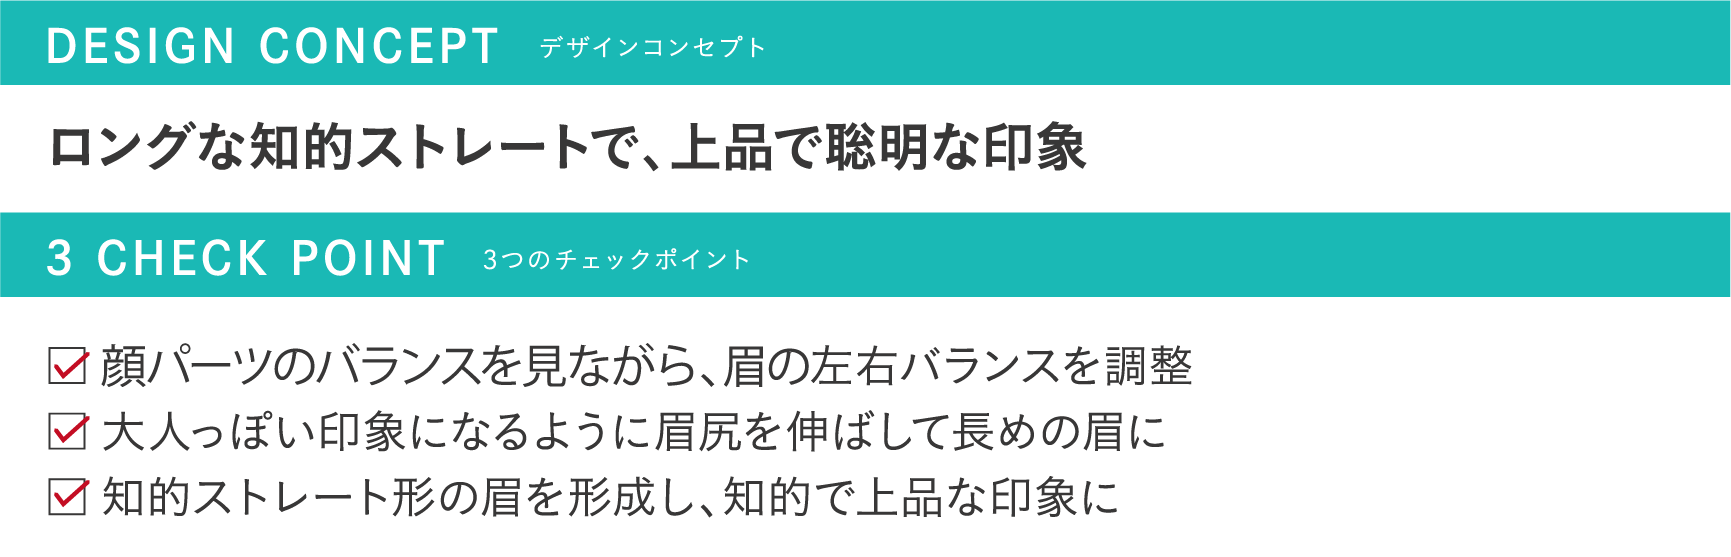 DESIGN CONCEPT デザインコンセプト
ロングな知的ストレートで、上品で聡明な印象
3 CHECK POINT 3つのチェックポイント
顔パーツのバランスを見ながら、眉の左右バランスを調整
大人っぽい印象になるように眉尻を伸ばして長めの眉に
知的ストレート形の眉を形成し、知的で上品な印象に